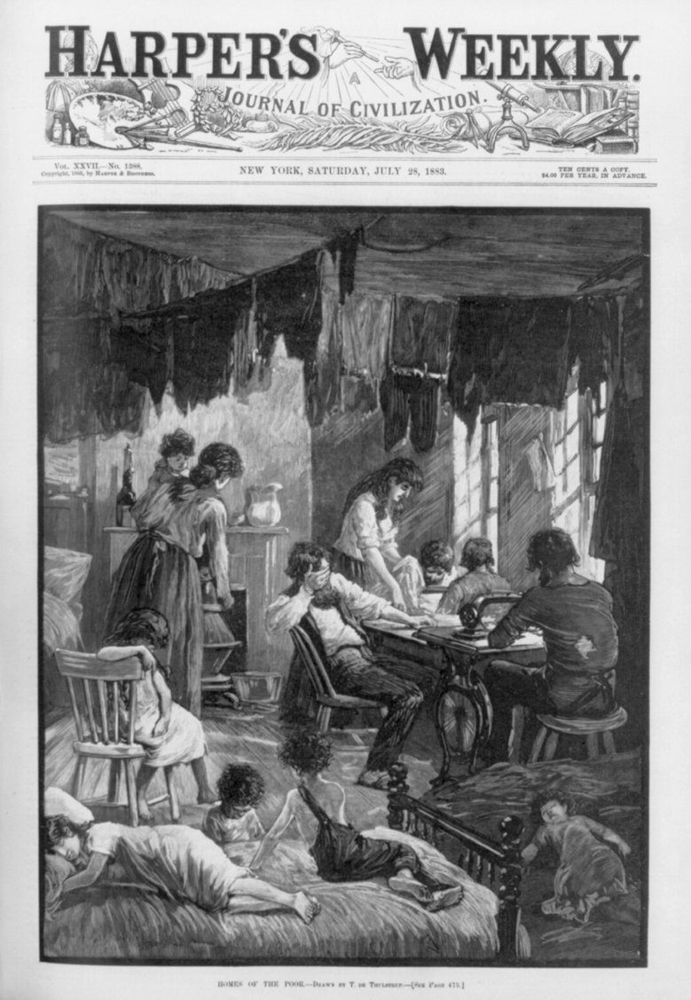 HARPER'S WEEKLY.
A
JOURNAL OF CIVILIZATION.
VOL. XXVII.—NO. 1388.
Copyright, 1883, by HARPER & BROTHERS.
NEW YORK, SATURDAY, JULY 28, 1883.
TEN CENTS A COPY.
$4.00 PER YEAR, IN ADVANCE.
HOMES OF THE POOR.—DRAWN BY T. DE THULSTRUP.—[SEE PAGE 473.]